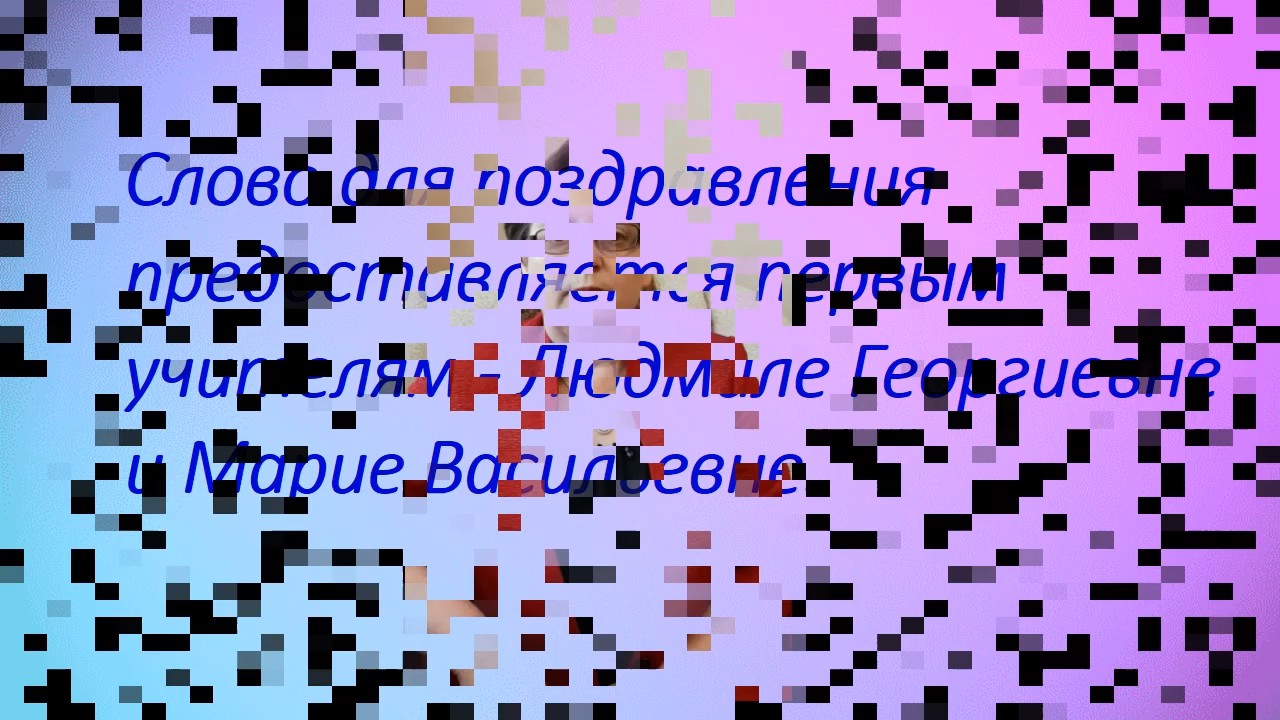 Слово для поздравления
предоставляется первым
учителям - Людмиле Георгиевне
и Марие Васильевне.